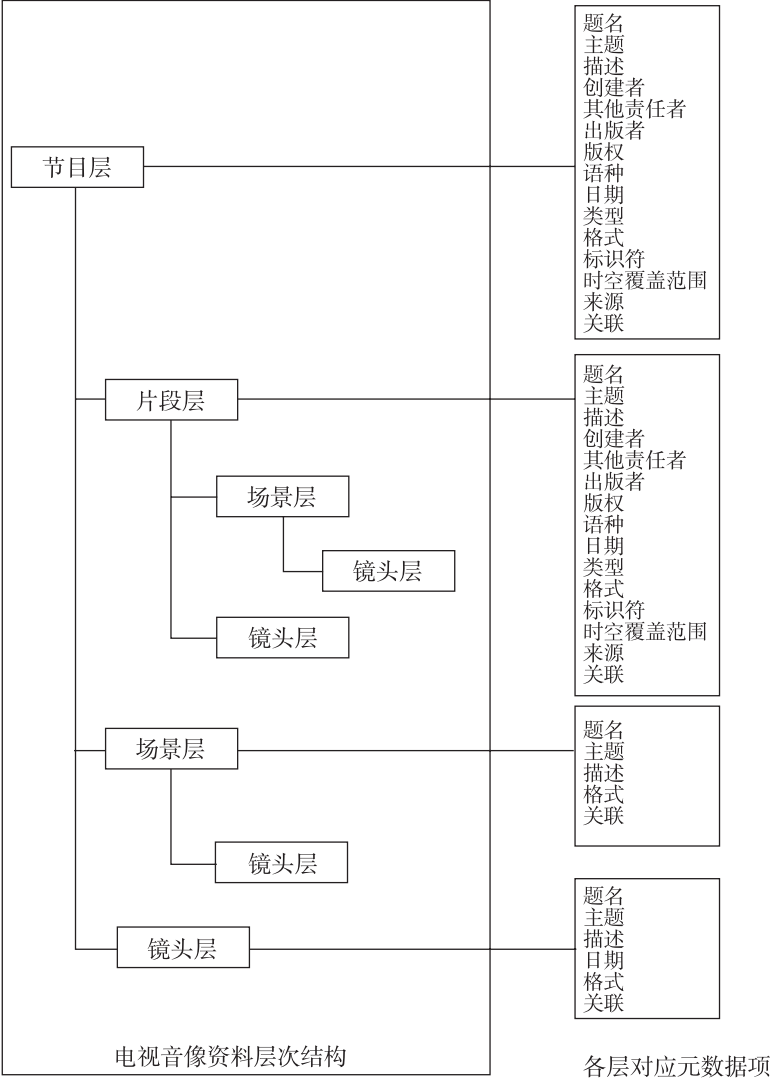 节目层
片段层
场景层
镜头层
镜头层
场景层
镜头层
镜头层
电视音像资料层次结构
题名
主题
描述
创建者
其他责任者
出版者
版权
语种
日期
类型
格式
标识符
时空覆盖范围
来源
关联
题名
主题
描述
创建者
其他责任者
出版者
版权
语种
日期
类型
格式
标识符
时空覆盖范围
来源
关联
题名
主题
描述
格式
关联
题名
主题
描述
日期
格式
关联
各层对应元数据项